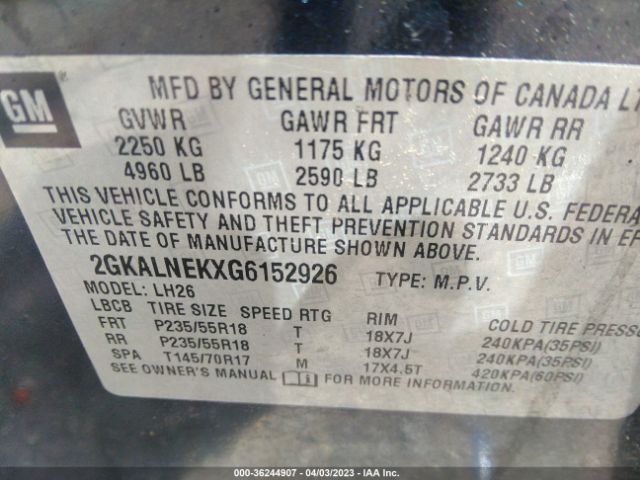 GM
MFD BY GENERAL MOTORS OF CANADA
GVWR GAWR FRT GAWR RR
2250 KG 1175 KG 1240 KG
4960 LB 2590 LB 2733 LB
THIS VEHICLE CONFORMS TO ALL APPLICABLE U.S.
VEHICLE SAFETY AND THEFT PREVENTION STANDARDS IN
THE DATE OF MANUFACTURE SHOWN ABOVE.
2GKALNEKXG6152926 TYPE: M.P.V.
MODEL: LH26
LBCB TIRE SIZE SPEED RTG RIM COLD TIRE
FRT P235/55R18 T 18X7J 240KPA(35PSI)
RR P235/55R18 T 18X7J 240KPA(35PSI)
SPA T145/70R17 M 17X4.5T 420KPA(60PSI)
SEE OWNER'S MANUAL FOR MORE INFORMATION.
000-36244907 - 04/03/2023 - IAA Inc.